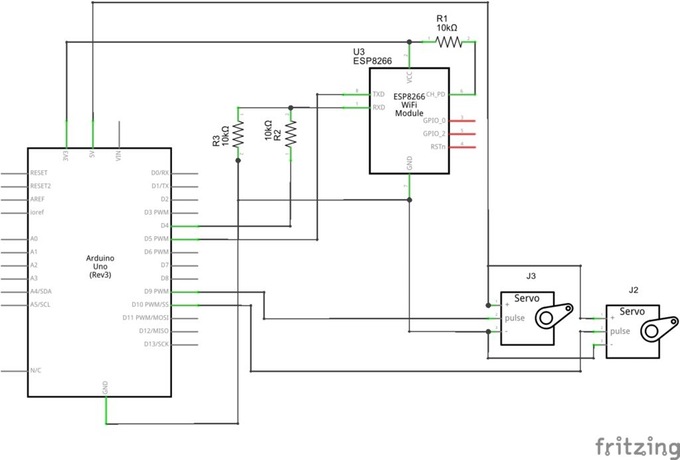 R1
10kΩ
U3
ESP8266
VCC
TXD
RXD
ESP8266
WiFi
Module
CH_PD
GPIO_0
GPIO_2
RSTn
GND
R3
10kΩ
10kΩ
R2
3V3
5V
VIN
RESET
RESET2
AREF
ioref
A0
A1
A2
A3
A4/SDA
A5/SCL
N/C
Arduino
Uno
(Rev3)
D0/RX
D1/TX
D2
D3 PWM
D4
D5 PWM
D6 PWM
D7
D8
D9 PWM
D10 PWM/SS
D11 PWM/MOSI
D12/MISO
D13/SCK
GND
J3
Servo
+
pulse
-
J2
Servo
+
pulse
-
fritzing